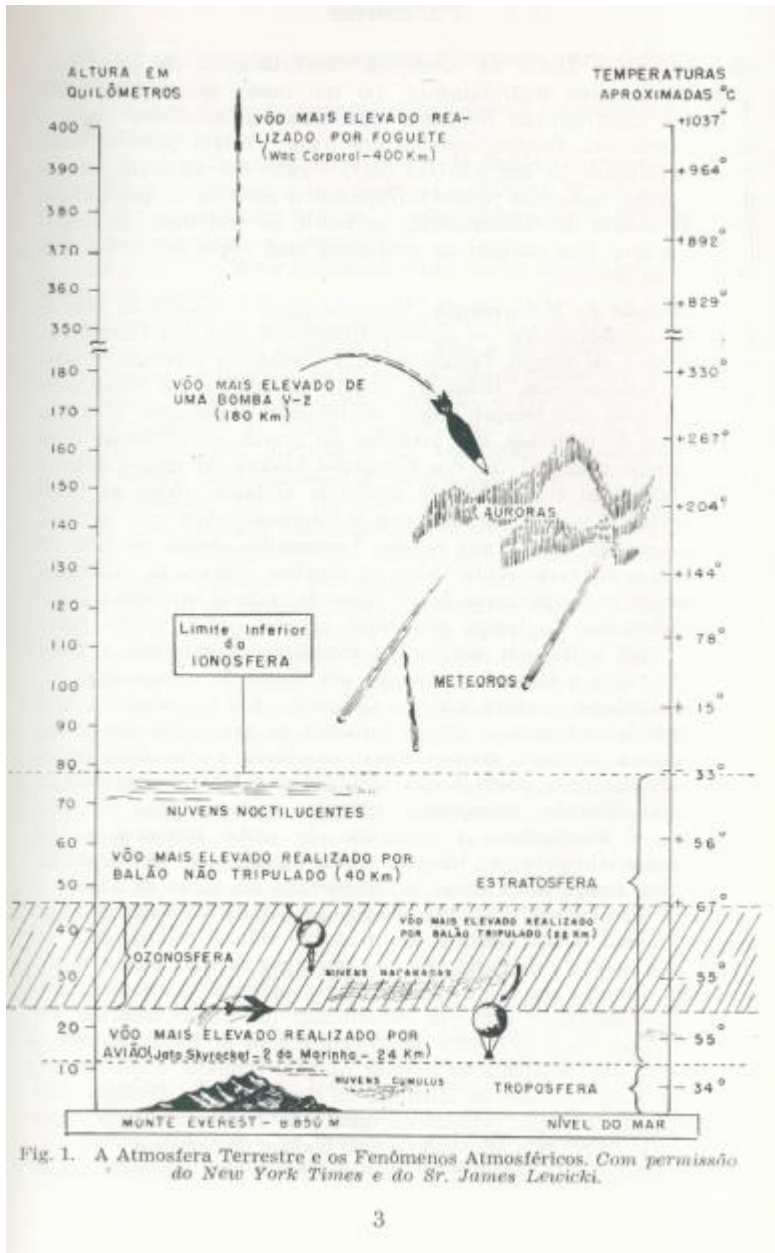 ALTURA EM
QUILÔMETROS
TEMPERATURAS
APROXIMADAS °C
VÔO MAIS ELEVADO REA-
LIZADO POR FOGUETE
(Wac Corporal-400Km)
400
+1037°
390
+964°
380
370
+892°
360
+829°
350
180
+330°
VÔO MAIS ELEVADO DE
UMA BOMBA V-2
(180 Km)
170
+267°
160
150
+204°
AURORAS
140
130
+144°
120
Limite Inferior
da
IONOSFERA
110
+78°
100
METEOROS
+15°
90
80
33°
70
NUVENS NOCTILUCENTES
60
56°
VÔO MAIS ELEVADO REALIZADO POR
BALÃO NÃO TRIPULADO (40 Km)
50
ESTRATOSFERA
67°
40
VÔO MAIS ELEVADO REALIZADO
POR BALÃO TRIPULADO
OZONOSFERA
30
NUVENS
- 55°
20
- 55°
VÔO MAIS ELEVADO REALIZADO POR
AVIÃO (Jato Skyrocket-2 da Marinha - 24 Km)
10
NUVENS CUMULUS
TROPOSFERA
- 34°
MONTE EVEREST - 8850 M
NÍVEL DO MAR
Fig. 1. A Atmosfera Terrestre e os Fenômenos Atmosféricos. Com permissão
do New York Times e do Sr. James Lewicki.
3